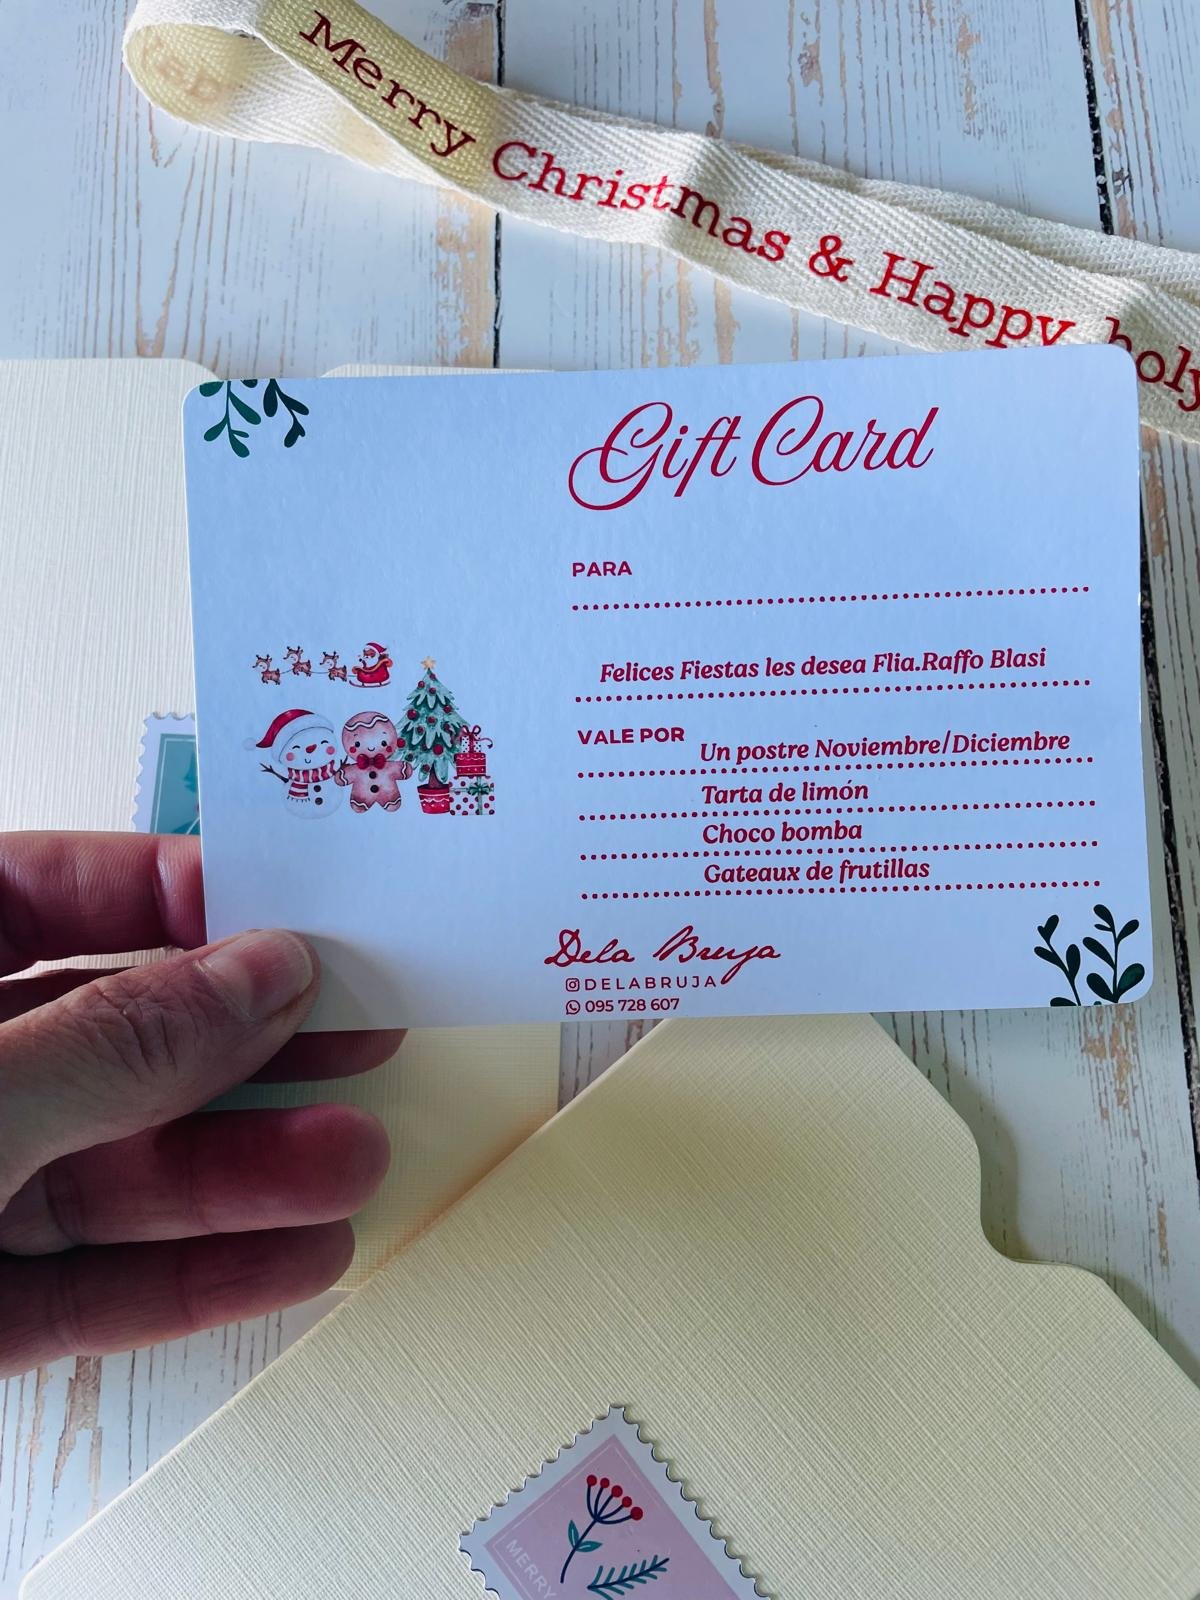 Merry Christmas & Happy holy
Gift Card
PARA
Felices Fiestas les desea Flia.Raffo Blasi
VALE POR Un postre Noviembre/Diciembre
Tarta de limón
Choco bomba
Gateaux de frutillas
Dela Bruja
DELABRUJA
095 728 607
MERRY